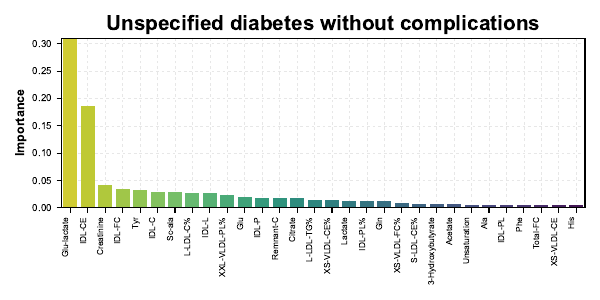 Unspecified diabetes without complications
Importance
0.30
0.25
0.20
0.15
0.10
0.05
0.00
Glu-lactate
IDL-CE
Creatinine
IDL-FC
Tyr
IDL-C
Sc-ala
L-LDL-C%
IDL-L
XXL-VLDL-PL%
Glu
IDL-P
Remnant-C
Citrate
L-LDL-TG%
XS-VLDL-CE%
Lactate
IDL-PL%
Gln
XS-VLDL-FC%
S-LDL-CE%
3-Hydroxybutyrate
Acetate
Unsaturation
Ala
IDL-PL
Phe
Total-FC
XS-VLDL-CE
His